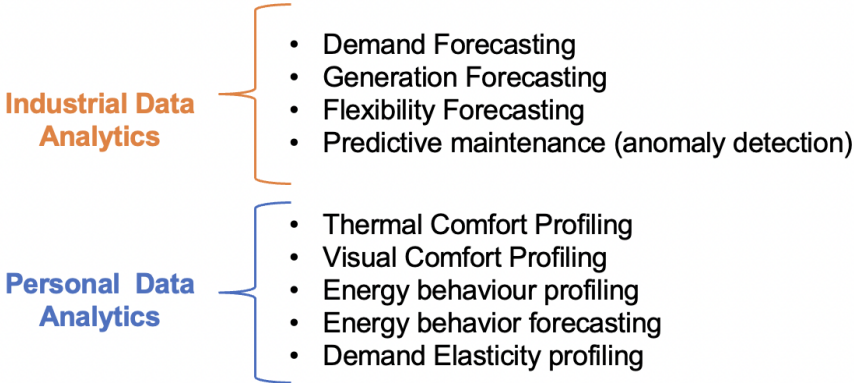 Industrial Data
Analytics
• Demand Forecasting
• Generation Forecasting
• Flexibility Forecasting
• Predictive maintenance (anomaly detection)
Personal Data
Analytics
• Thermal Comfort Profiling
• Visual Comfort Profiling
• Energy behaviour profiling
• Energy behavior forecasting
• Demand Elasticity profiling